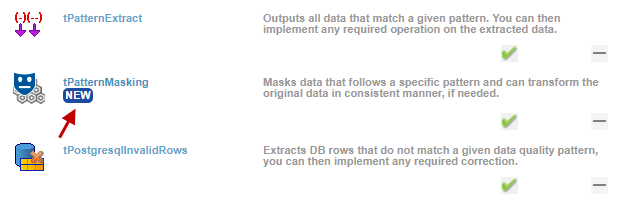 tPatternExtract
Outputs all data that match a given pattern. You can then
implement any required operation on the extracted data.
tPatternMasking
NEW
Masks data that follows a specific pattern and can transform the
original data in consistent manner, if needed.
tPostgresqlInvalidRows
Extracts DB rows that do not match a given data quality pattern,
you can then implement any required correction.